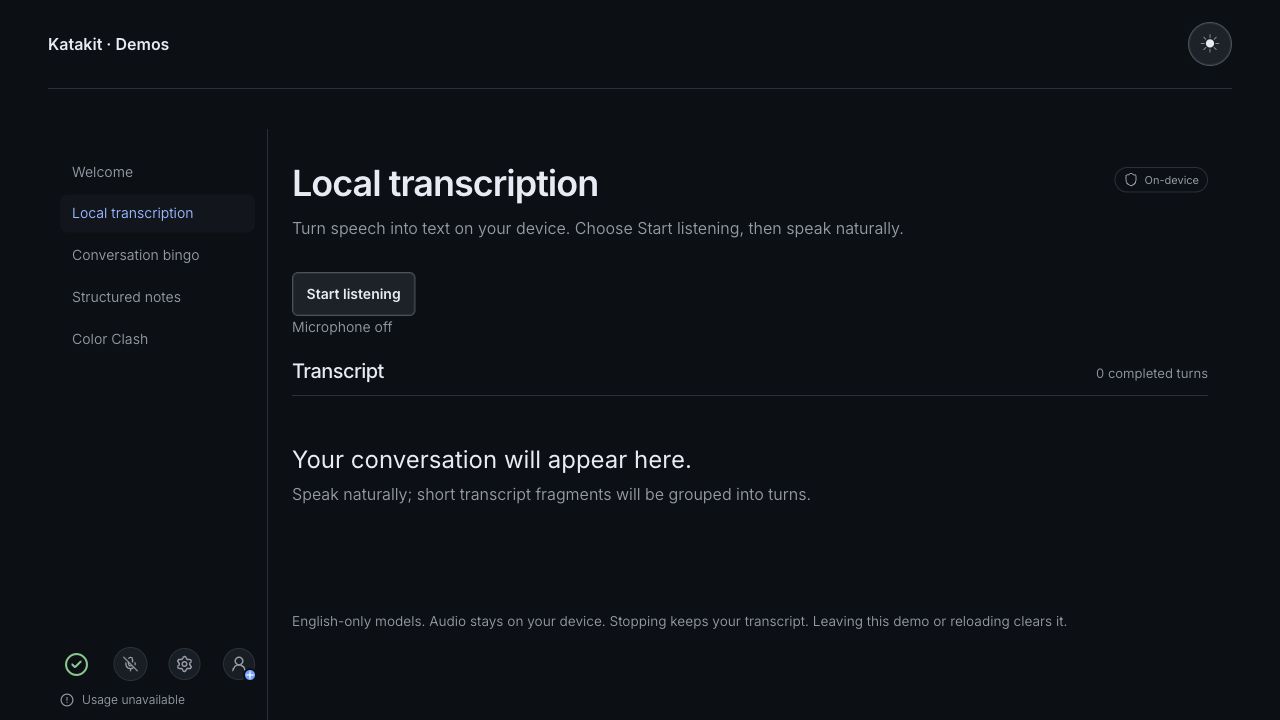 Katakit · Demos
Welcome
Local transcription
Conversation bingo
Structured notes
Color Clash
Usage unavailable
Local transcription
On-device
Turn speech into text on your device. Choose Start listening, then speak naturally.
Start listening
Microphone off
Transcript
0 completed turns
Your conversation will appear here.
Speak naturally; short transcript fragments will be grouped into turns.
English-only models. Audio stays on your device. Stopping keeps your transcript. Leaving this demo or reloading clears it.